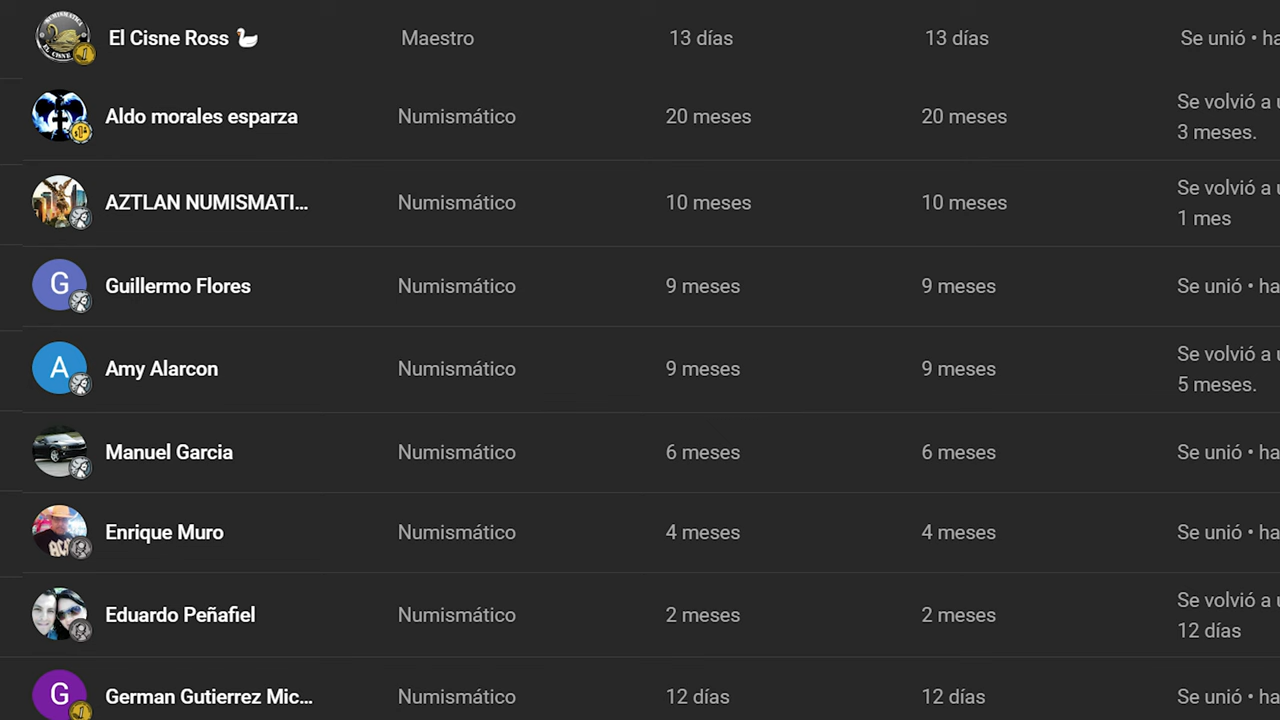 El Cisne Ross 🦢 Maestro 13 días 13 días Se unió • ha
Aldo morales esparza Numismático 20 meses 20 meses Se volvió a u
3 meses.
AZTLAN NUMISMATI... Numismático 10 meses 10 meses Se volvió a u
1 mes
G Guillermo Flores Numismático 9 meses 9 meses Se unió • ha
A Amy Alarcon Numismático 9 meses 9 meses Se volvió a u
5 meses.
Manuel Garcia Numismático 6 meses 6 meses Se unió • ha
Enrique Muro Numismático 4 meses 4 meses Se unió • ha
Eduardo Peñafiel Numismático 2 meses 2 meses Se volvió a u
12 días
G German Gutierrez Mic... Numismático 12 días 12 días Se unió • ha